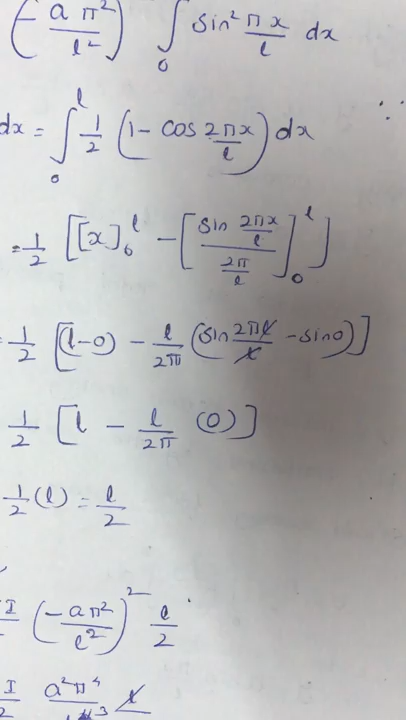 (-aπ²/l²) ∫₀ sin² πx/l dx
dx = ∫₀^l 1/2 (1 - cos 2πx/l) dx ∵
= 1/2 [[x]₀^l - [sin 2πx/l / 2π/l]₀^l]
1/2 [(l-0) - l/2π (sin 2πl/l - sin0)]
1/2 [l - l/2π (0)]
1/2 (l) = l/2
I (-aπ²/l²)² l/2
I/2 a²π⁴ l